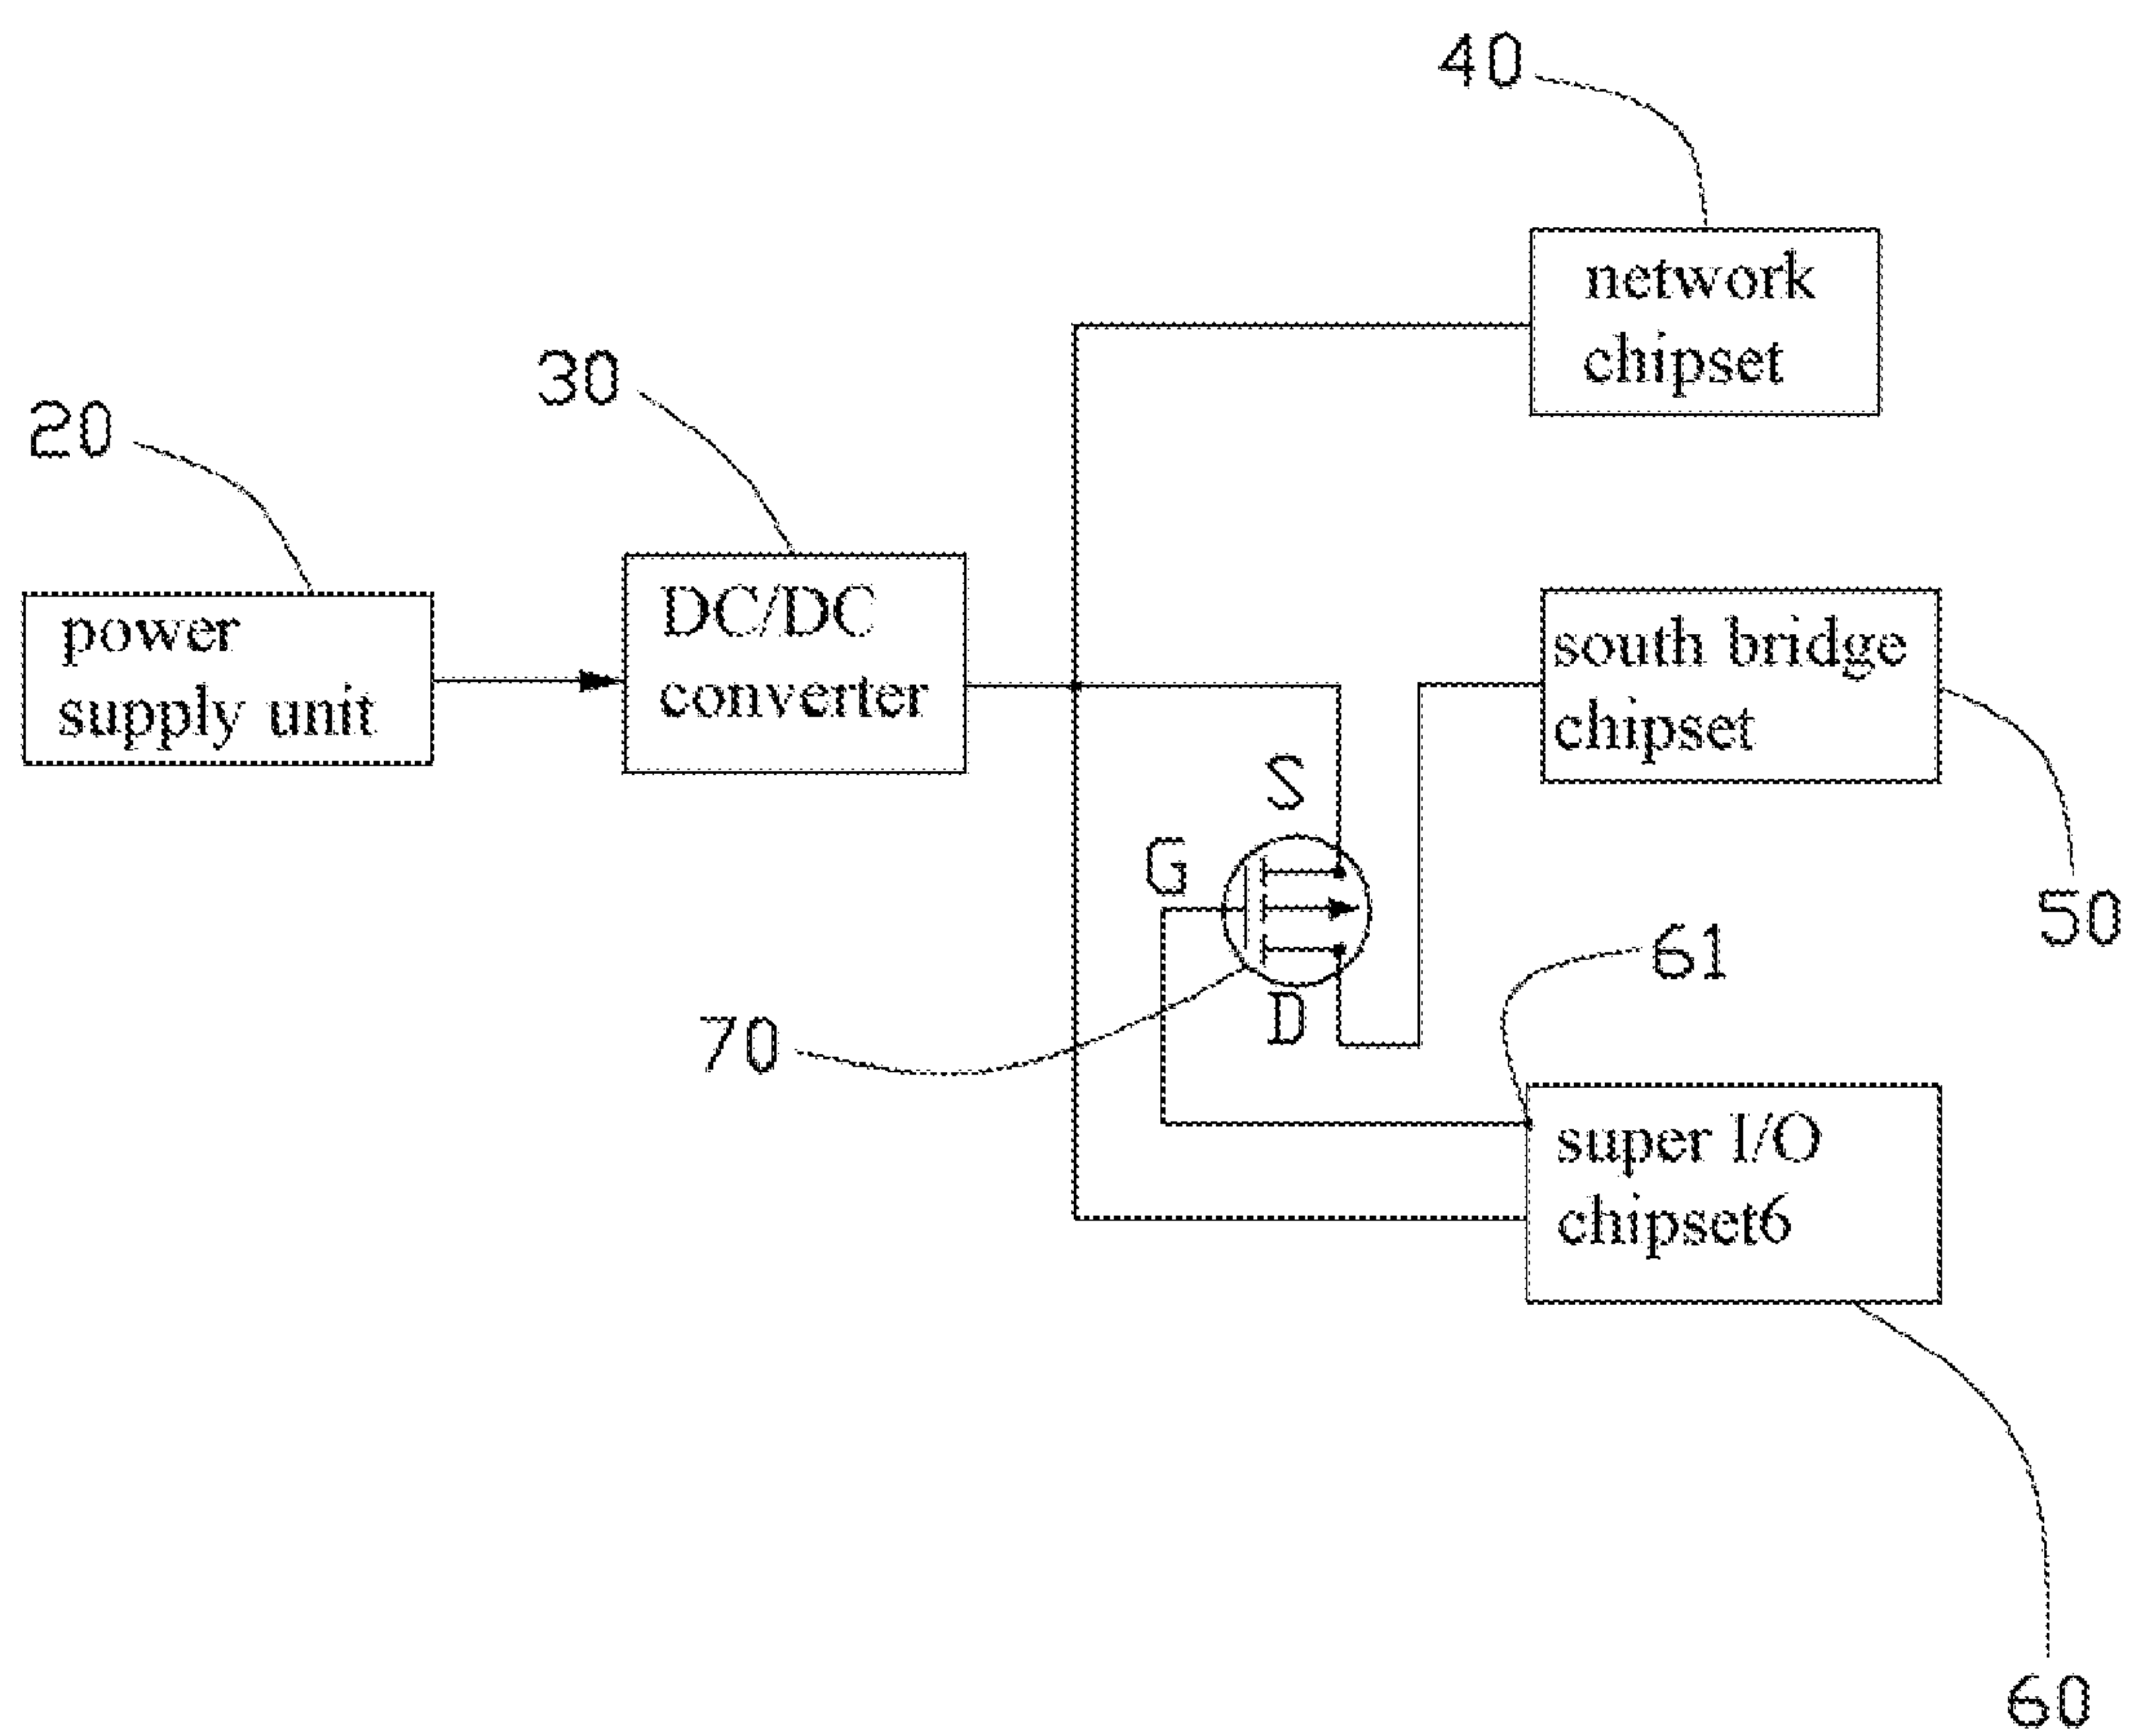 40
network
chipset
30
20
DC/DC
converter
power
supply unit
south bridge
chipset
50
S
G
D
61
70
super I/O
chipset6
60